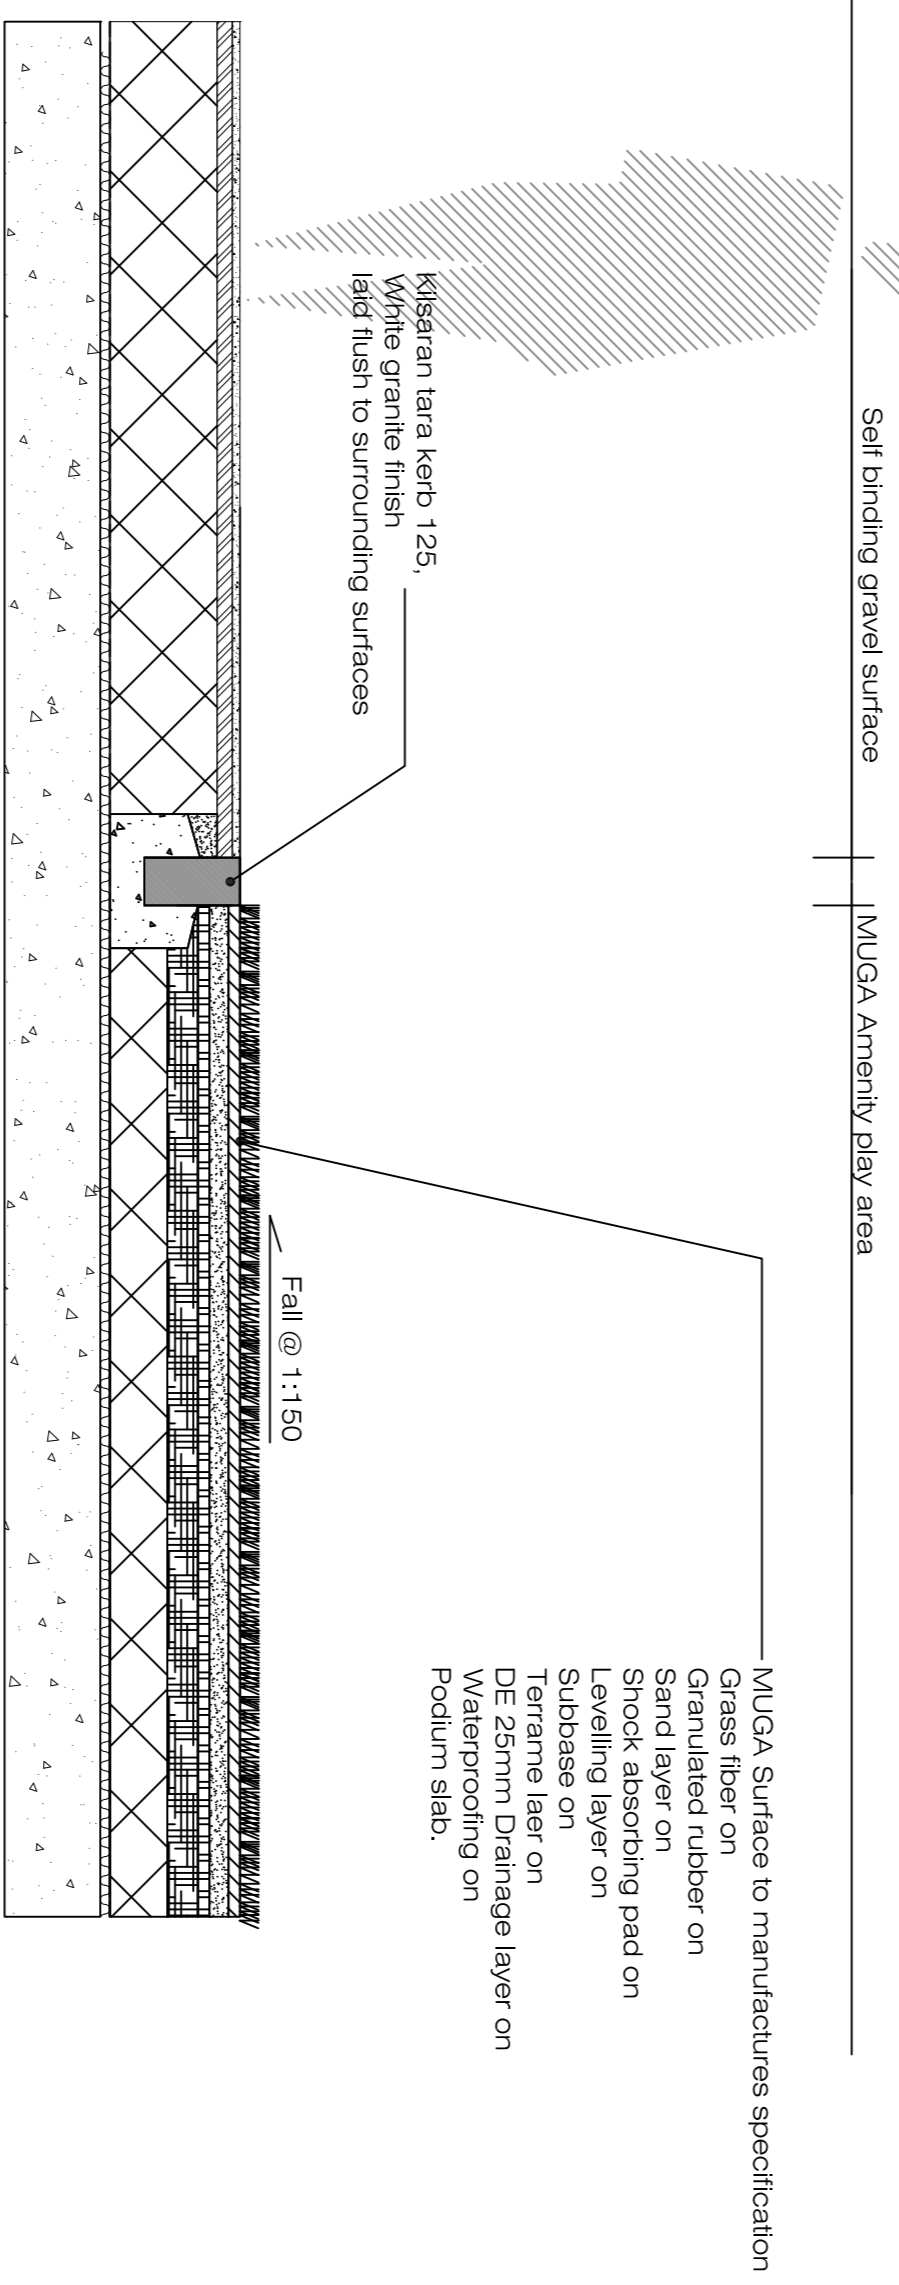 Self binding gravel surface
MUGA Amenity play area
Kilsaran tara kerb 125,
White granite finish
laid flush to surrounding surfaces
Fall @ 1:150
MUGA Surface to manufactures specification
Grass fiber on
Granulated rubber on
Sand layer on
Shock absorbing pad on
Levelling layer on
Subbase on
Terrame laer on
DE 25mm Drainage layer on
Waterproofing on
Podium slab.